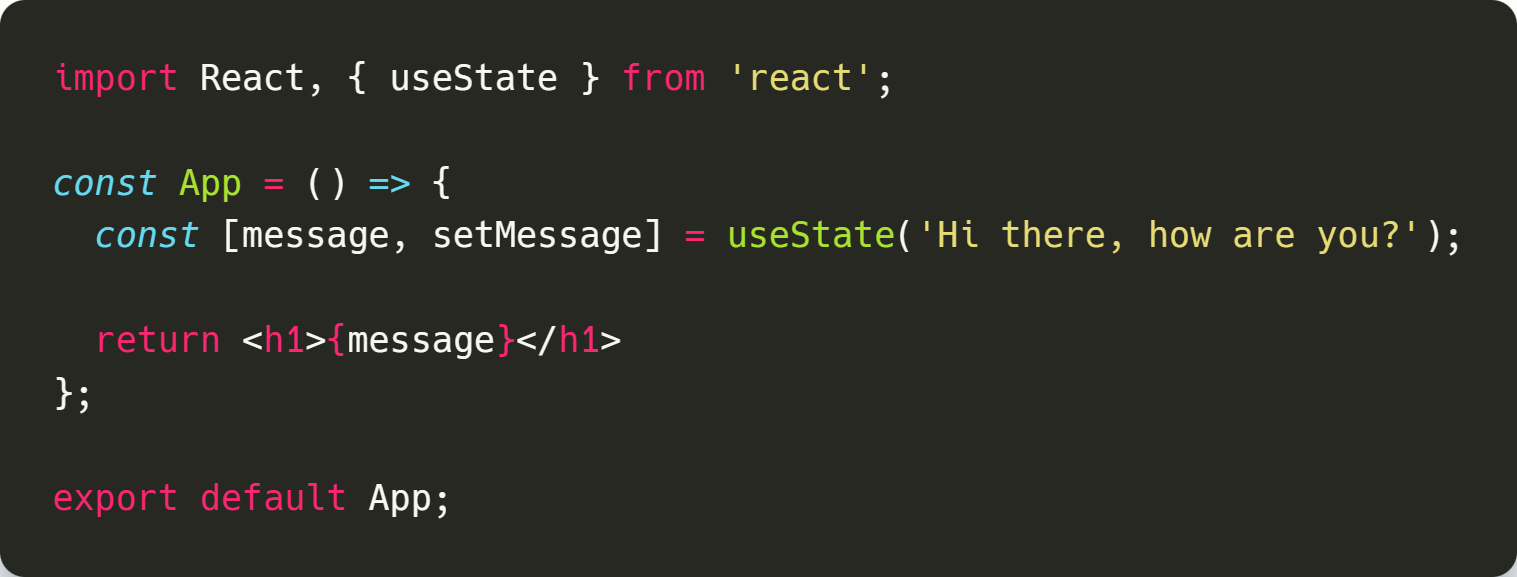 import React, { useState } from 'react';

const App = () => {
  const [message, setMessage] = useState('Hi there, how are you?');

  return <h1>{message}</h1>
};

export default App;